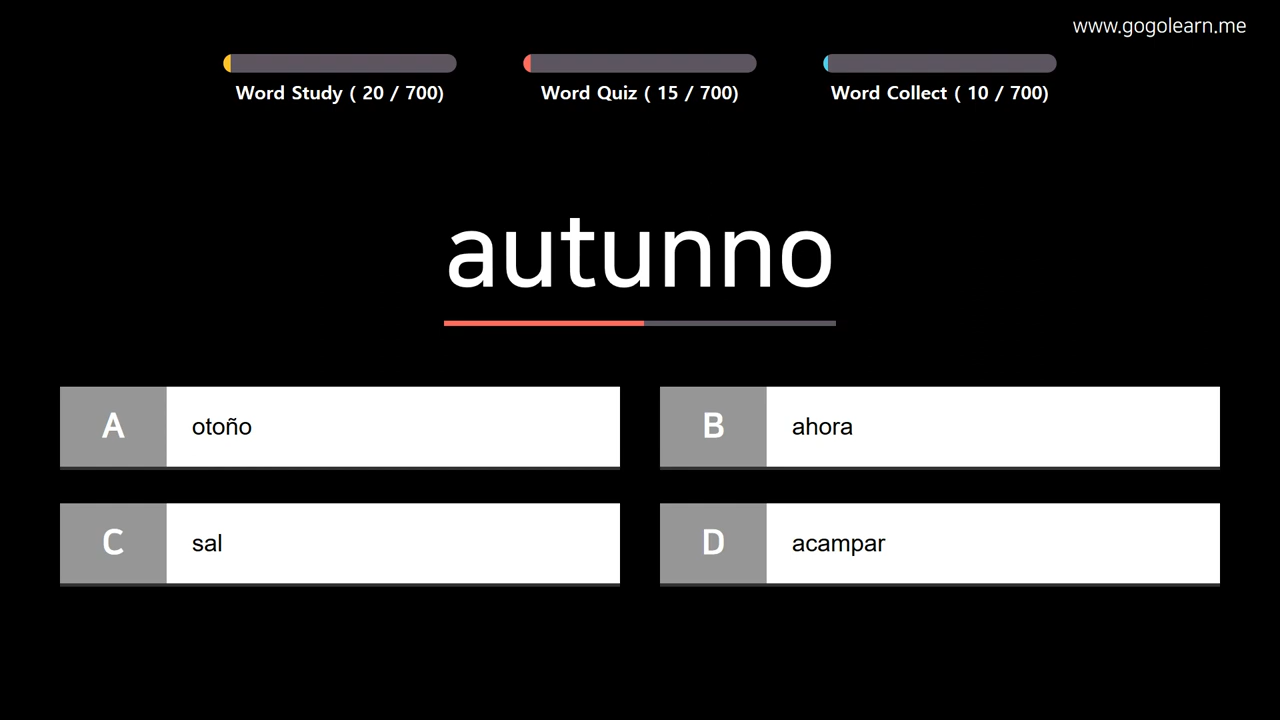 www.gogolearn.me
Word Study ( 20 / 700)
Word Quiz ( 15 / 700)
Word Collect ( 10 / 700)
autunno
A otoño
B ahora
C sal
D acampar